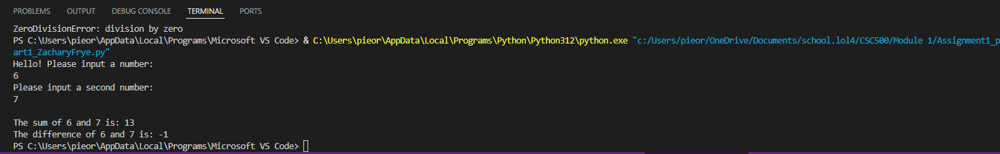 PROBLEMS OUTPUT DEBUG CONSOLE TERMINAL PORTS
ZeroDivisionError: division by zero
PS C:\Users\pieor\AppData\Local\Programs\Microsoft VS Code> & C:\Users\pieor\AppData\Local\Programs\Python\Python312\python.exe "c:/Users/pieor/OneDrive/Documents/school.lol4/CSC500/Module 1/Assignment1_p
art1_ZacharyFrye.py"
Hello! Please input a number:
6
Please input a second number:
7
The sum of 6 and 7 is: 13
The difference of 6 and 7 is: -1
PS C:\Users\pieor\AppData\Local\Programs\Microsoft VS Code>